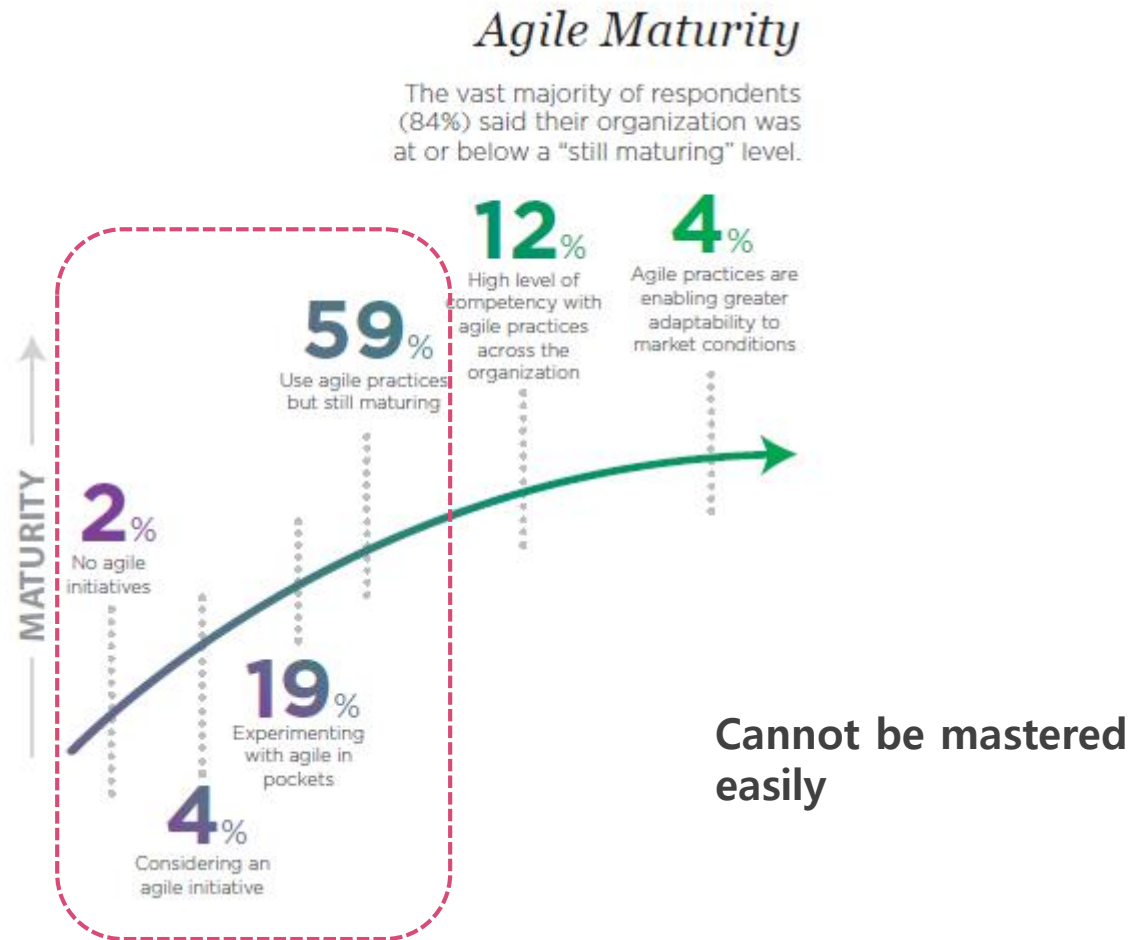 Agile Maturity
The vast majority of respondents
(84%) said their organization was
at or below a “still maturing” level.
12%
High level of
competency with
agile practices
across the
organization
4%
Agile practices are
enabling greater
adaptability to
market conditions
59%
Use agile practices
but still maturing
MATURITY
2%
No agile
initiatives
19%
Experimenting
with agile in
pockets
4%
Considering an
agile initiative
Cannot be mastered
easily